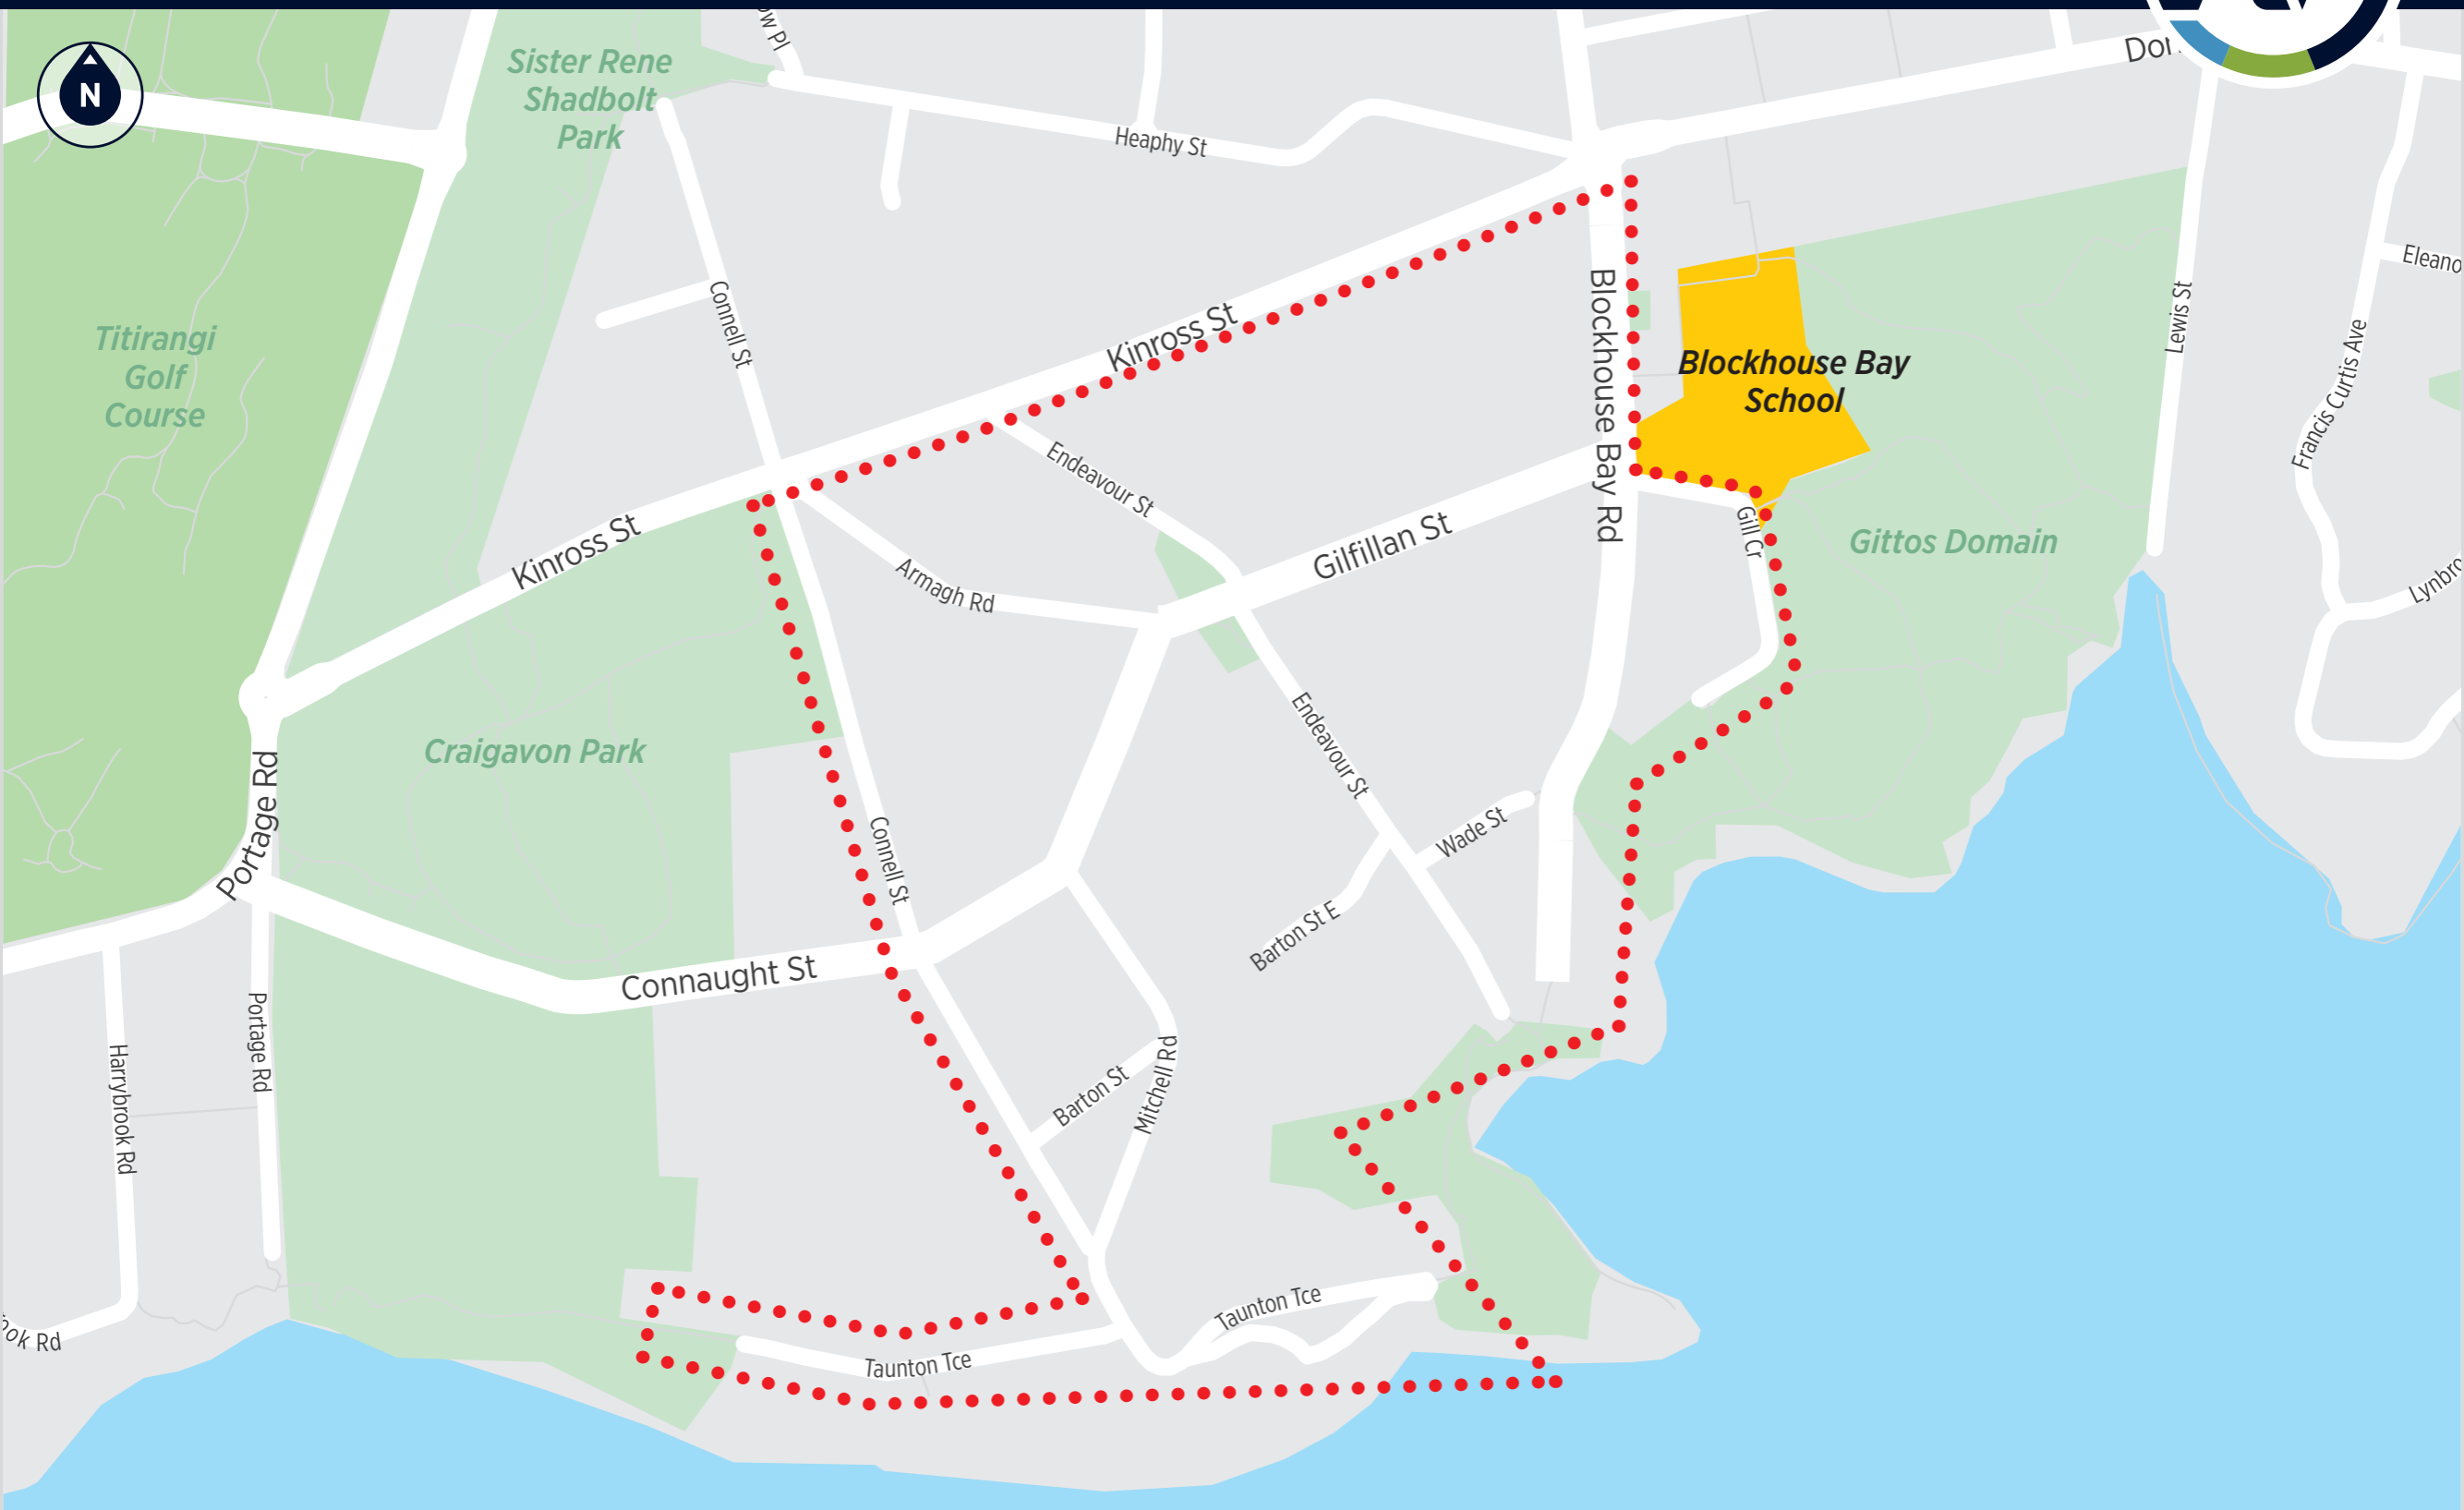 N
Sister Rene
Shadbolt
Park
Heaphy St
Titirangi
Golf
Course
Connell St
Kinross St
Blockhouse Bay Rd
Blockhouse Bay
School
Lewis St
Francis Curtis Ave
Endeavour St
Kinross St
Armagh Rd
Gilfillan St
Gill Cr
Gittos Domain
Craigavon Park
Portage Rd
Connell St
Endeavour St
Wade St
Barton St E
Connaught St
Portage Rd
Harrybrook Rd
Barton St
Mitchell Rd
Taunton Tce
Taunton Tce
Rd